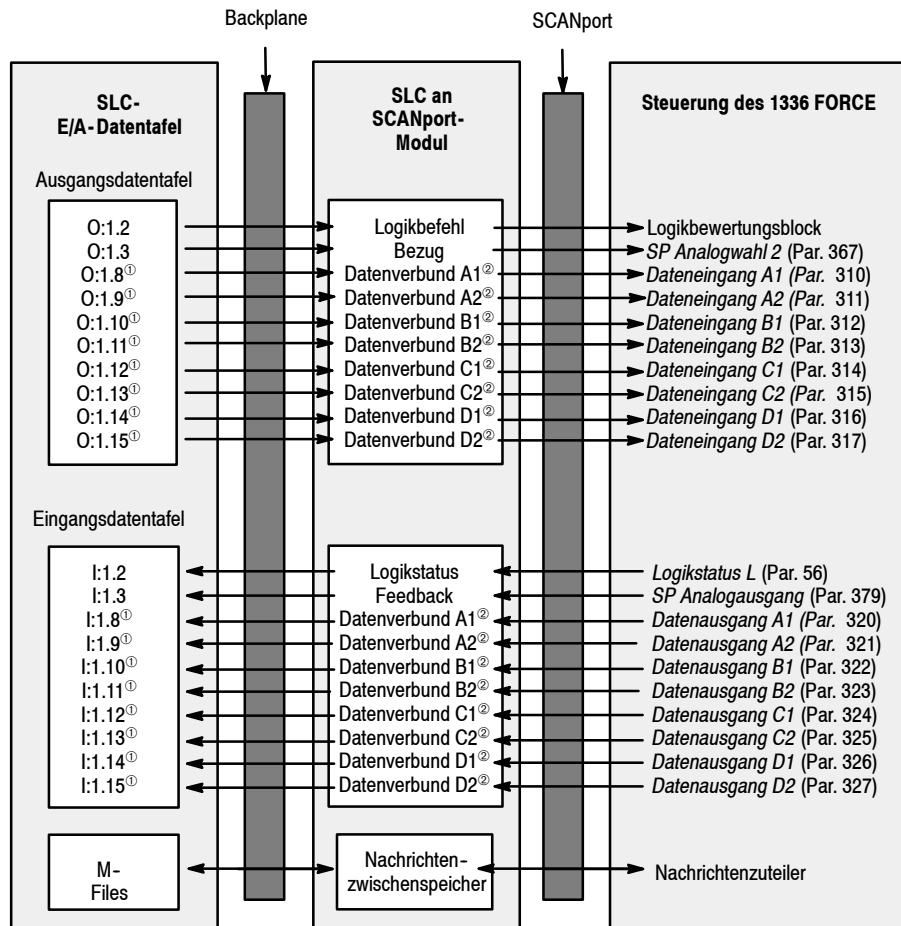 Backplane
SCANport
SLC-
E/A-Datentafel
SLC an
SCANport-
Modul
Steuerung des 1336 FORCE
Ausgangsdatentafel
O:1.2
O:1.3
O:1.8①
O:1.9①
O:1.10①
O:1.11①
O:1.12①
O:1.13①
O:1.14①
O:1.15①
Logikbefehl
Bezug
Datenverbund A1②
Datenverbund A2②
Datenverbund B1②
Datenverbund B2②
Datenverbund C1②
Datenverbund C2②
Datenverbund D1②
Datenverbund D2②
Logikbewertungsblock
SP Analogwahl 2 (Par. 367)
Dateneingang A1 (Par. 310)
Dateneingang A2 (Par. 311)
Dateneingang B1 (Par. 312)
Dateneingang B2 (Par. 313)
Dateneingang C1 (Par. 314)
Dateneingang C2 (Par. 315)
Dateneingang D1 (Par. 316)
Dateneingang D2 (Par. 317)
Eingangsdatentafel
I:1.2
I:1.3
I:1.8①
I:1.9①
I:1.10①
I:1.11①
I:1.12①
I:1.13①
I:1.14①
I:1.15①
Logikstatus
Feedback
Datenverbund A1②
Datenverbund A2②
Datenverbund B1②
Datenverbund B2②
Datenverbund C1②
Datenverbund C2②
Datenverbund D1②
Datenverbund D2②
Logikstatus L (Par. 56)
SP Analogausgang (Par. 379)
Datenausgang A1 (Par. 320)
Datenausgang A2 (Par. 321)
Datenausgang B1 (Par. 322)
Datenausgang B2 (Par. 323)
Datenausgang C1 (Par. 324)
Datenausgang C2 (Par. 325)
Datenausgang D1 (Par. 326)
Datenausgang D2 (Par. 327)
M-
Files
Nachrichten-
zwischenspeicher
Nachrichtenzuteiler